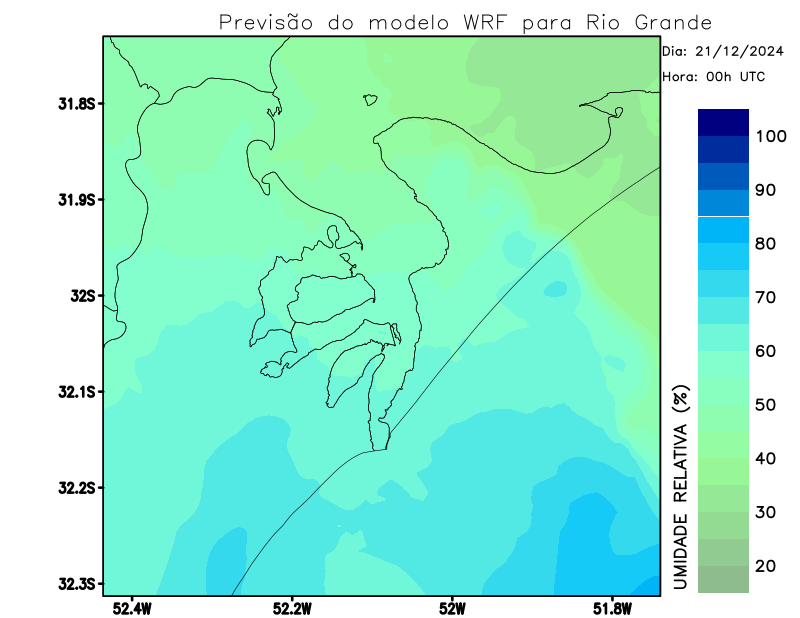 Previsão do modelo WRF para Rio Grande
Dia: 21/12/2024
Hora: 00h UTC
31.8S
31.9S
32S
32.1S
32.2S
32.3S
52.4W
52.2W
52W
51.8W
100
90
80
70
60
50
40
30
20
UMIDADE RELATIVA (%)